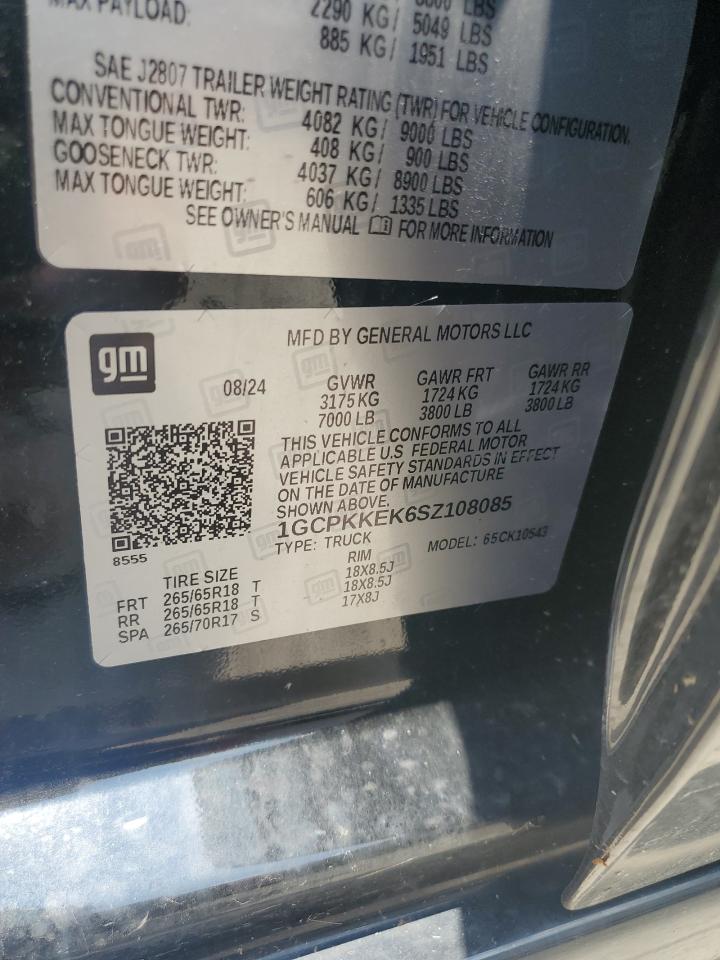 MAX PAYLOAD:
2290 KG/ 5049 LBS
885 KG/ 1951 LBS
SAE J2807 TRAILER WEIGHT RATING (TWR) FOR VEHICLE CONFIGURATION.
CONVENTIONAL TWR: 4082 KG/ 9000 LBS
MAX TONGUE WEIGHT: 408 KG/ 900 LBS
GOOSENECK TWR: 4037 KG/ 8900 LBS
MAX TONGUE WEIGHT: 606 KG/ 1335 LBS
SEE OWNER'S MANUAL FOR MORE INFORMATION
gm
MFD BY GENERAL MOTORS LLC
08/24 GVWR GAWR FRT GAWR RR
3175 KG 1724 KG 1724 KG
7000 LB 3800 LB 3800 LB
THIS VEHICLE CONFORMS TO ALL
APPLICABLE U.S. FEDERAL MOTOR
VEHICLE SAFETY STANDARDS IN EFFECT
ON THE DATE OF MANUFACTURE
SHOWN ABOVE.
1GCPKKEK6SZ108085
TYPE: TRUCK MODEL: 65CK10543
8555
TIRE SIZE RIM
FRT 265/65R18 T 18X8.5J
RR 265/65R18 T 18X8.5J
SPA 265/70R17 S 17X8J